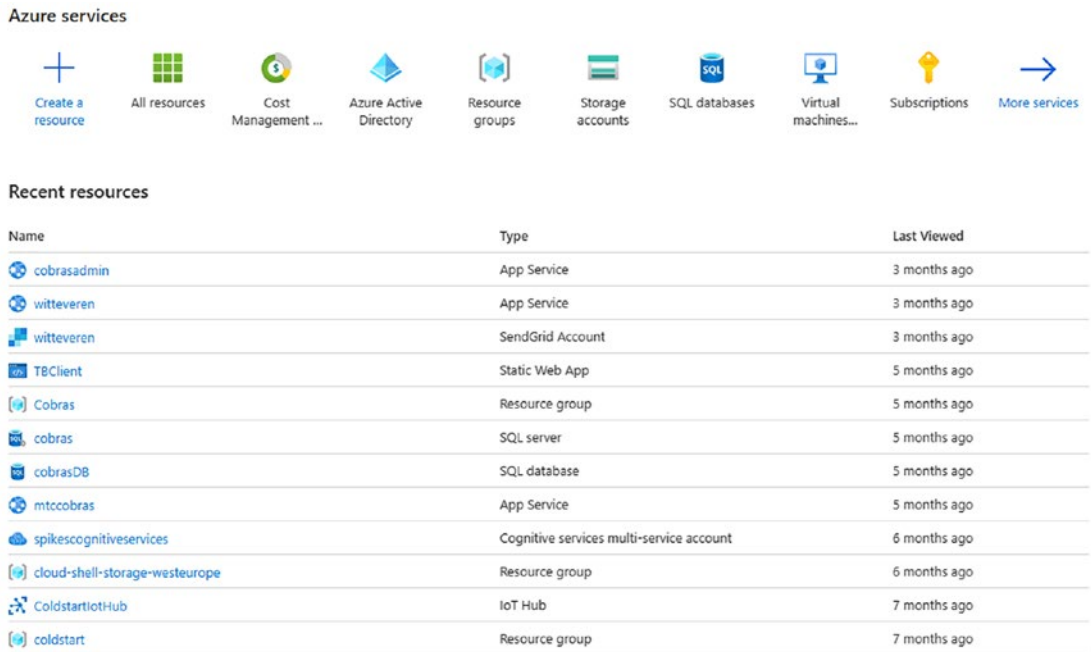 Azure services
Create a resource
All resources
Cost Management ...
Azure Active Directory
Resource groups
Storage accounts
SQL databases
Virtual machines...
Subscriptions
More services
Recent resources
Name Type Last Viewed
cobrasadmin App Service 3 months ago
witteveren App Service 3 months ago
witteveren SendGrid Account 3 months ago
TBClient Static Web App 5 months ago
Cobras Resource group 5 months ago
cobras SQL server 5 months ago
cobrasDB SQL database 5 months ago
mtccobras App Service 5 months ago
spikescognitiveservices Cognitive services multi-service account 6 months ago
cloud-shell-storage-westeurope Resource group 6 months ago
ColdstartIotHub IoT Hub 7 months ago
coldstart Resource group 7 months ago